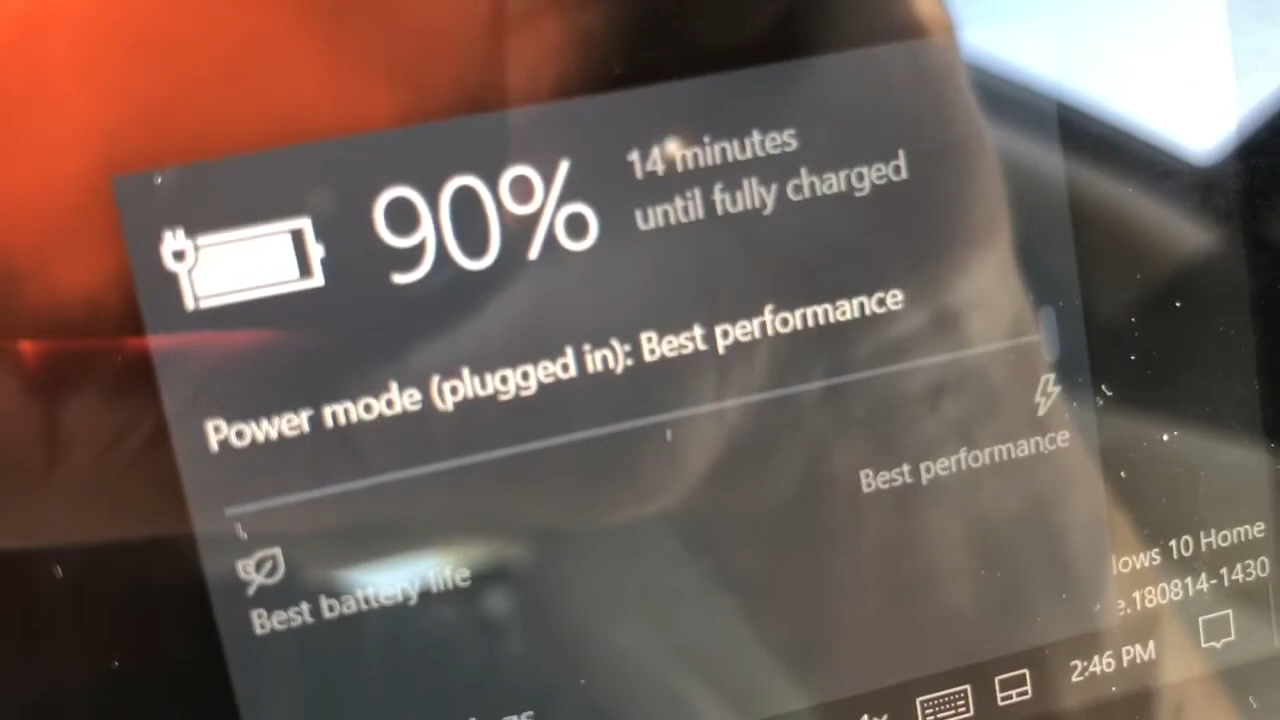 90%
14 minutes
until fully charged
Power mode (plugged in): Best performance
Best performance
Best battery life
10 Home
.180814-1430
2:46 PM